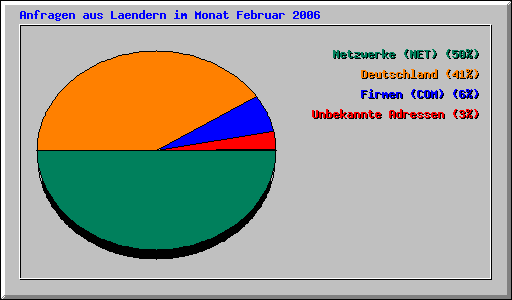 Anfragen aus Laendern im Monat Februar 2006
Netzwerke (NET) (50%)
Deutschland (41%)
Firmen (COM) (6%)
Unbekannte Adressen (3%)